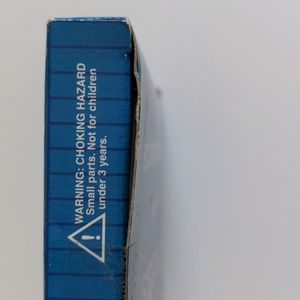 WARNING: CHOKING HAZARD
Small parts. Not for children
under 3 years.